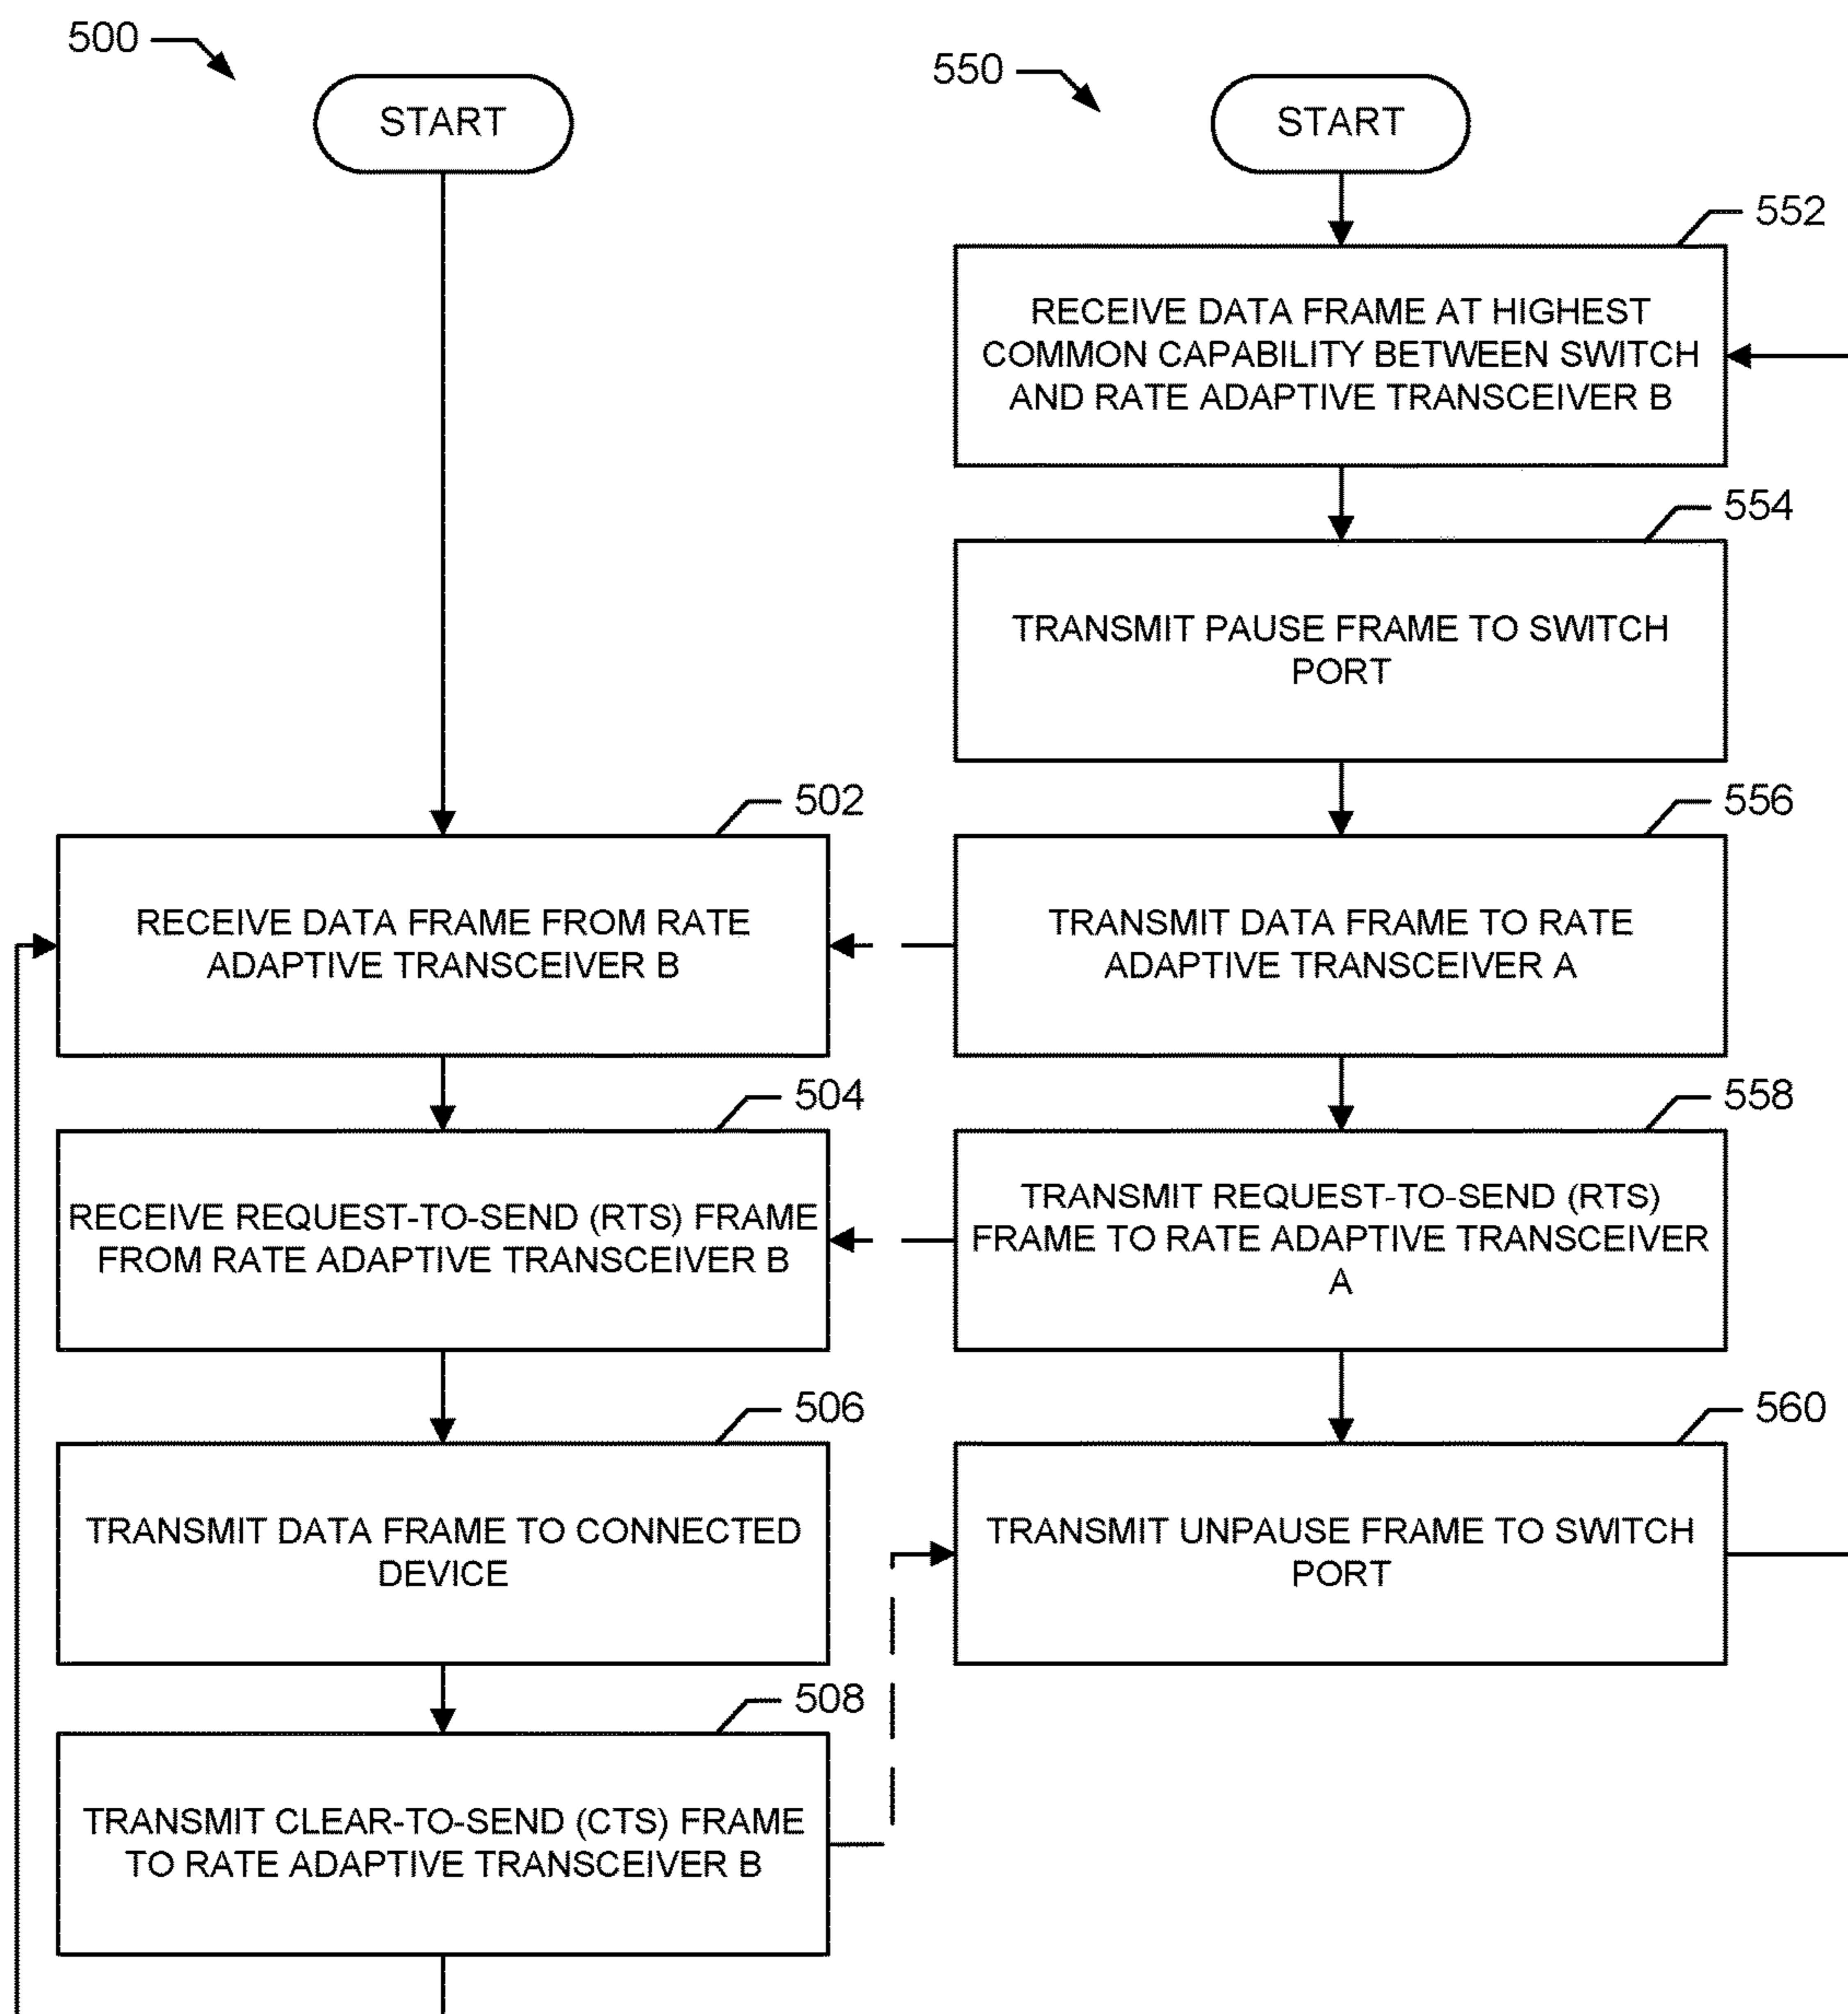 500
START
502
RECEIVE DATA FRAME FROM RATE
ADAPTIVE TRANSCEIVER B
504
RECEIVE REQUEST-TO-SEND (RTS) FRAME
FROM RATE ADAPTIVE TRANSCEIVER B
506
TRANSMIT DATA FRAME TO CONNECTED
DEVICE
508
TRANSMIT CLEAR-TO-SEND (CTS) FRAME
TO RATE ADAPTIVE TRANSCEIVER B
550
START
552
RECEIVE DATA FRAME AT HIGHEST
COMMON CAPABILITY BETWEEN SWITCH
AND RATE ADAPTIVE TRANSCEIVER B
554
TRANSMIT PAUSE FRAME TO SWITCH
PORT
556
TRANSMIT DATA FRAME TO RATE
ADAPTIVE TRANSCEIVER A
558
TRANSMIT REQUEST-TO-SEND (RTS)
FRAME TO RATE ADAPTIVE TRANSCEIVER
A
560
TRANSMIT UNPAUSE FRAME TO SWITCH
PORT